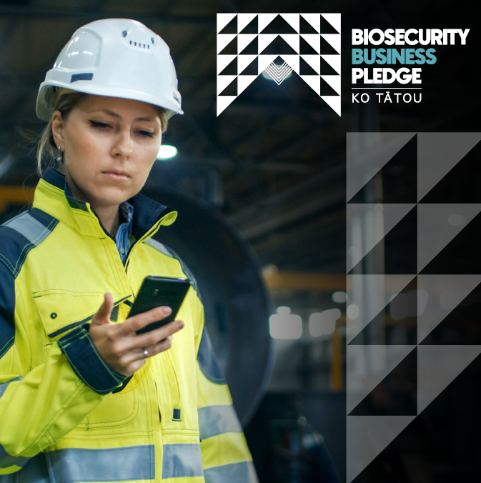 BIOSECURITY
BUSINESS
PLEDGE
KO TĀTOU